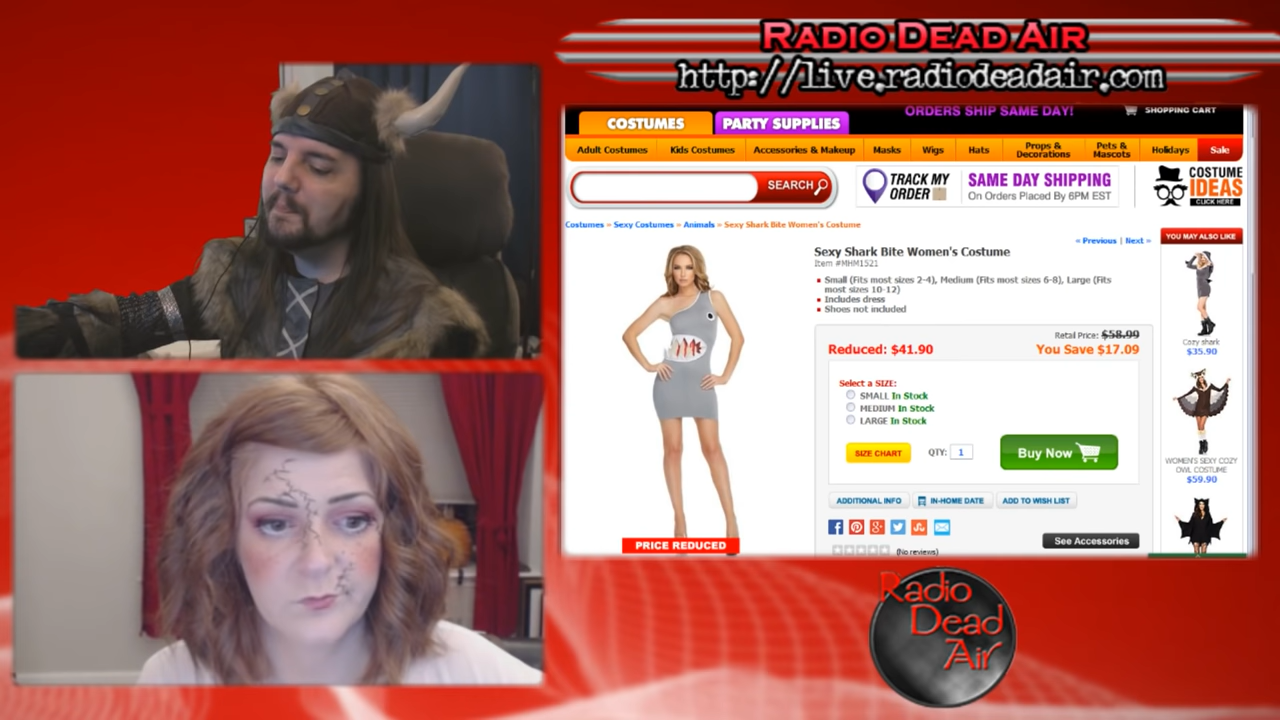 RADIO DEAD AIR
http://live.radiodeadair.com
ORDERS SHIP SAME DAY!
SHOPPING CART
COSTUMES
PARTY SUPPLIES
Adult Costumes
Kids Costumes
Accessories & Makeup
Masks
Wigs
Hats
Props &
Decorations
Pets &
Mascots
Holidays
Sale
SEARCH
TRACK MY
ORDER
SAME DAY SHIPPING
On Orders Placed By 6PM EST
COSTUME
IDEAS
CLICK HERE
Costumes » Sexy Costumes » Animals » Sexy Shark Bite Women's Costume
« Previous | Next »
YOU MAY ALSO LIKE
Sexy Shark Bite Women's Costume
Item #MHM1521
Small (Fits most sizes 2-4), Medium (Fits most sizes 6-8), Large (Fits
most sizes 10-12)
Includes dress
Shoes not included
Retail Price: $58.99
Reduced: $41.90
You Save $17.09
Select a SIZE:
SMALL In Stock
MEDIUM In Stock
LARGE In Stock
SIZE CHART
QTY: 1
Buy Now
ADDITIONAL INFO
IN-HOME DATE
ADD TO WISH LIST
See Accessories
(No reviews)
PRICE REDUCED
Cozy shark
$35.90
WOMEN'S SEXY COZY
OWL COSTUME
$59.90
Radio
Dead
Air